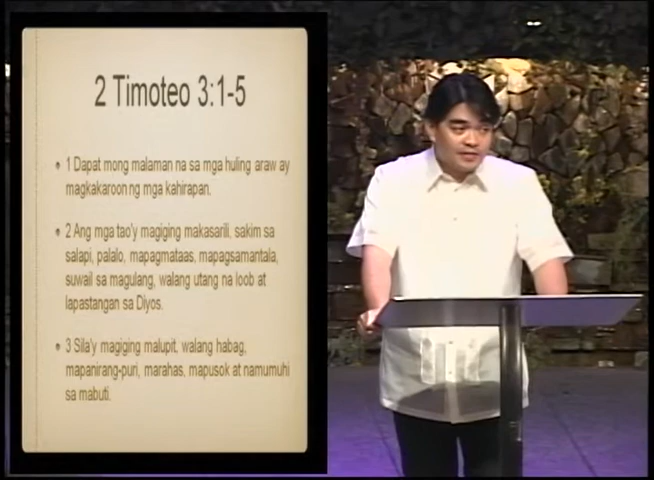 2 Timoteo 3:1-5
• 1 Dapat mong malaman na sa mga huling araw ay
magkakaroon ng mga kahirapan.
• 2 Ang mga tao'y magiging makasarili, sakim sa
salapi, palalo, mapagmataas, mapagsamantala,
suwail sa magulang, walang utang na loob at
lapastangan sa Diyos.
• 3 Sila'y magiging malupit, walang habag,
mapanirang-puri, marahas, mapusok at namumuhi
sa mabuti.